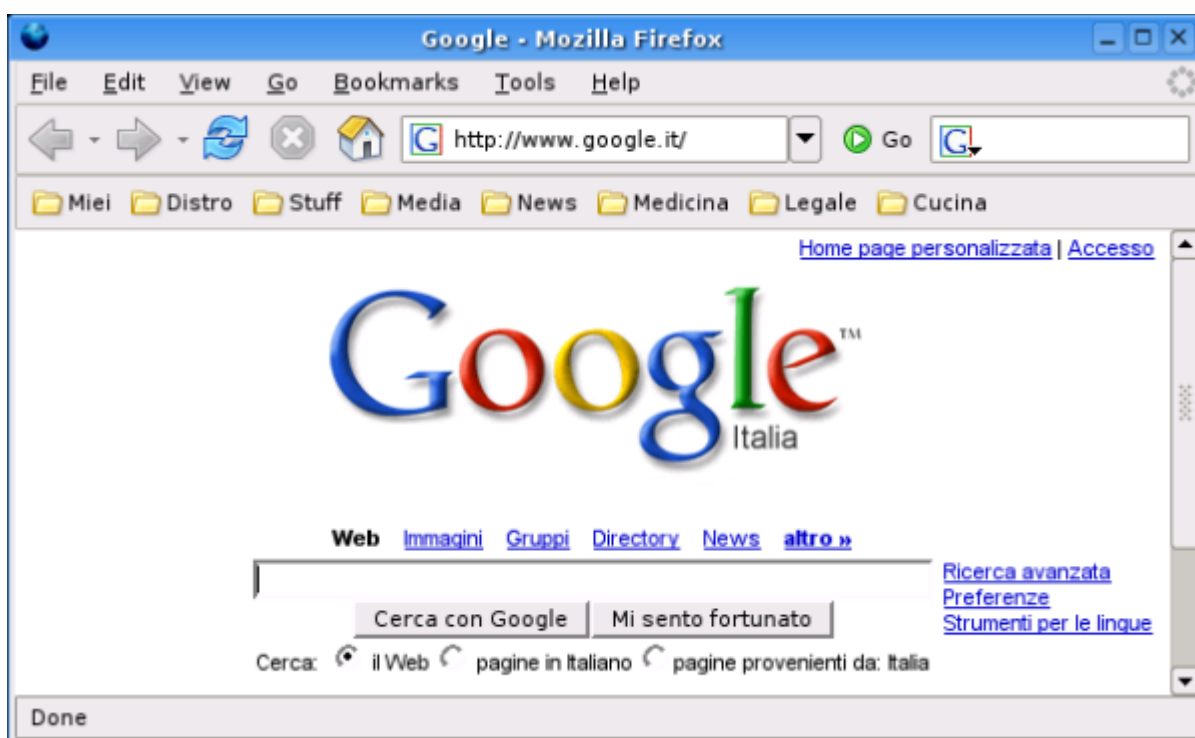 Google - Mozilla Firefox
File Edit View Go Bookmarks Tools Help
http://www.google.it/ Go G
Miei Distro Stuff Media News Medicina Legale Cucina
Home page personalizzata | Accesso
Google™
Italia
Web Immagini Gruppi Directory News altro »
Ricerca avanzata
Preferenze
Cerca con Google Mi sento fortunato Strumenti per le lingue
Cerca: il Web pagine in Italiano pagine provenienti da: Italia
Done